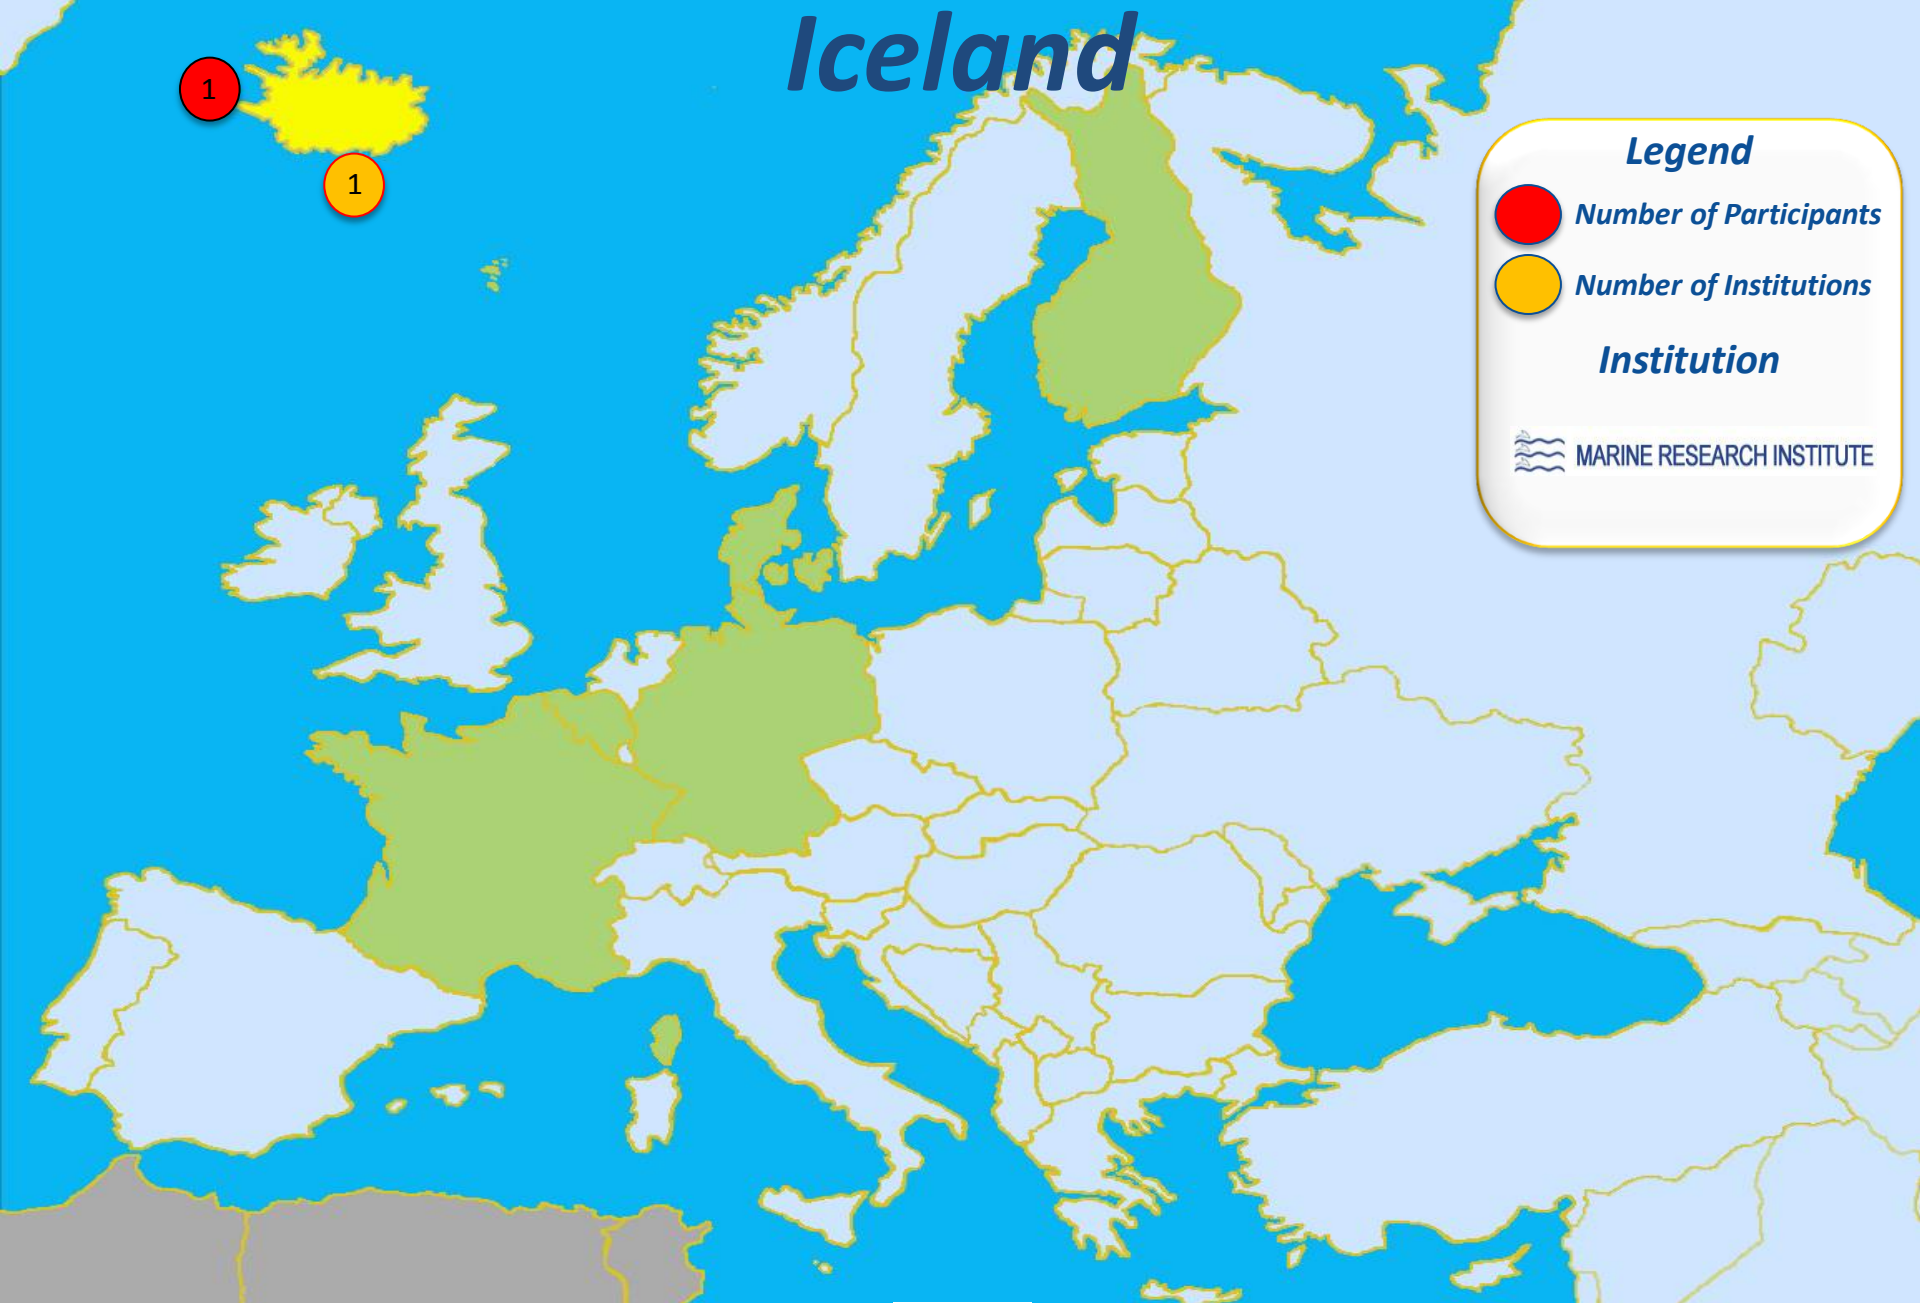 Iceland
1
1
Legend
Number of Participants
Number of Institutions
Institution
MARINE RESEARCH INSTITUTE